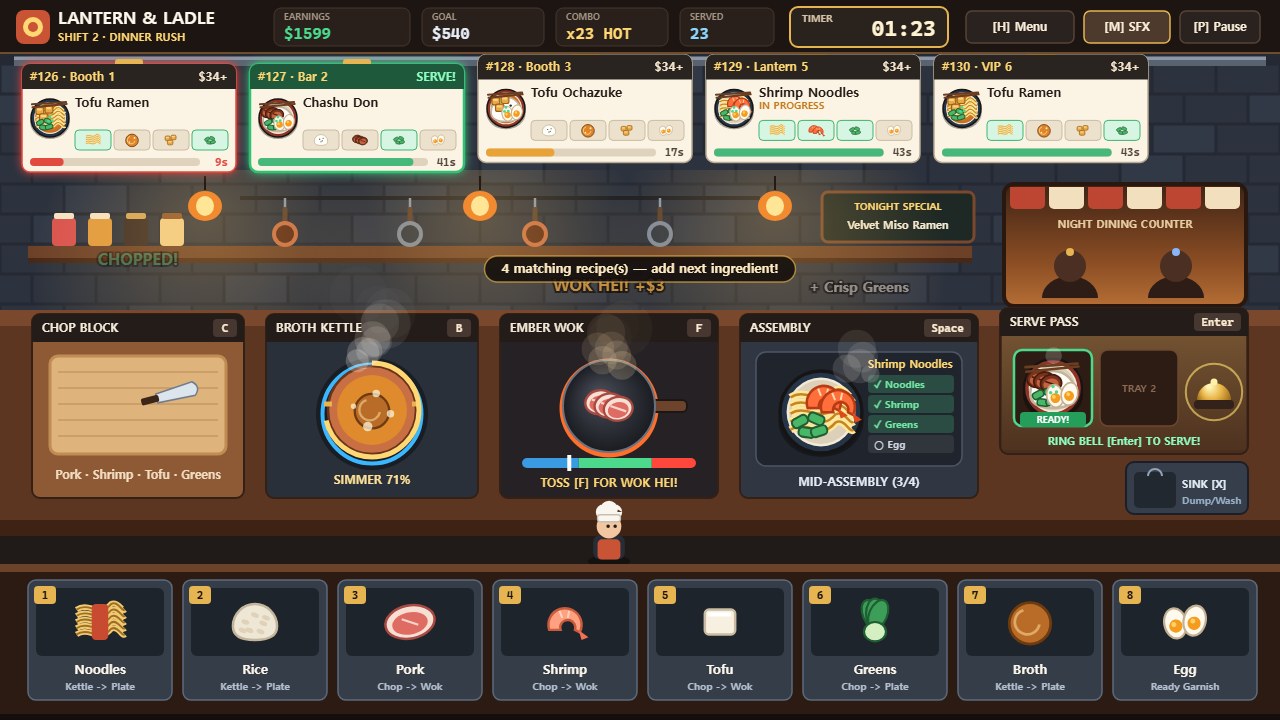 LANTERN & LADLE
SHIFT 2 · DINNER RUSH
EARNINGS
$1599
GOAL
$540
COMBO
x23 HOT
SERVED
23
TIMER
01:23
[H] Menu
[M] SFX
[P] Pause
#126 · Booth 1
$34+
Tofu Ramen
9s
#127 · Bar 2
SERVE!
Chashu Don
41s
#128 · Booth 3
$34+
Tofu Ochazuke
17s
#129 · Lantern 5
$34+
Shrimp Noodles
IN PROGRESS
43s
#130 · VIP 6
$34+
Tofu Ramen
43s
TONIGHT SPECIAL
Velvet Miso Ramen
NIGHT DINING COUNTER
CHOPPED!
4 matching recipe(s) — add next ingredient!
WOK HEI! +$3
+ Crisp Greens
CHOP BLOCK
C
Pork · Shrimp · Tofu · Greens
BROTH KETTLE
B
SIMMER 71%
EMBER WOK
F
TOSS [F] FOR WOK HEI!
ASSEMBLY
Space
Shrimp Noodles
✓ Noodles
✓ Shrimp
✓ Greens
○ Egg
MID-ASSEMBLY (3/4)
SERVE PASS
Enter
READY!
TRAY 2
RING BELL [Enter] TO SERVE!
SINK [X]
Dump/Wash
1
Noodles
Kettle -> Plate
2
Rice
Kettle -> Plate
3
Pork
Chop -> Wok
4
Shrimp
Chop -> Wok
5
Tofu
Chop -> Wok
6
Greens
Chop -> Plate
7
Broth
Kettle -> Plate
8
Egg
Ready Garnish